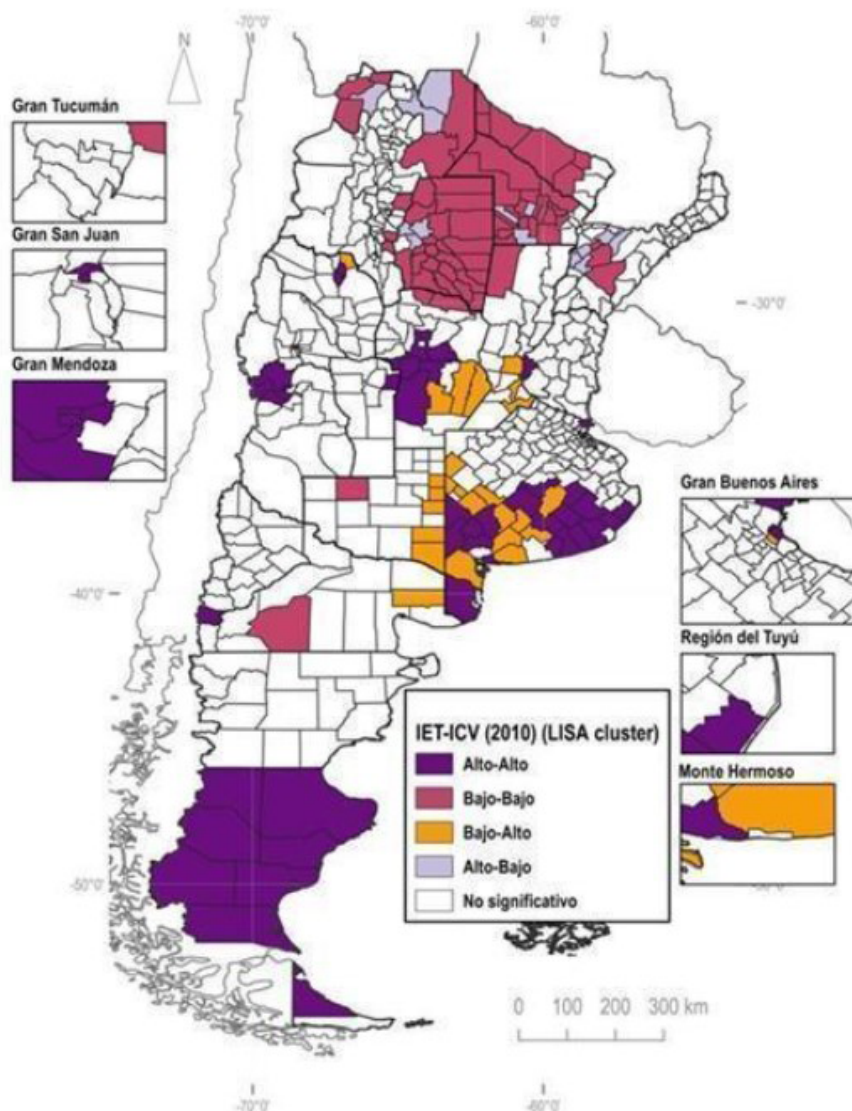 -70°0'
-60°0'
N
Gran Tucumán
Gran San Juan
-30°0'
Gran Mendoza
Gran Buenos Aires
-40°0'
Región del Tuyú
IET-ICV (2010) (LISA cluster)
Alto-Alto
Bajo-Bajo
Bajo-Alto
Alto-Bajo
No significativo
Monte Hermoso
-50°0'
0 100 200 300 km
-70°0'
-60°0'